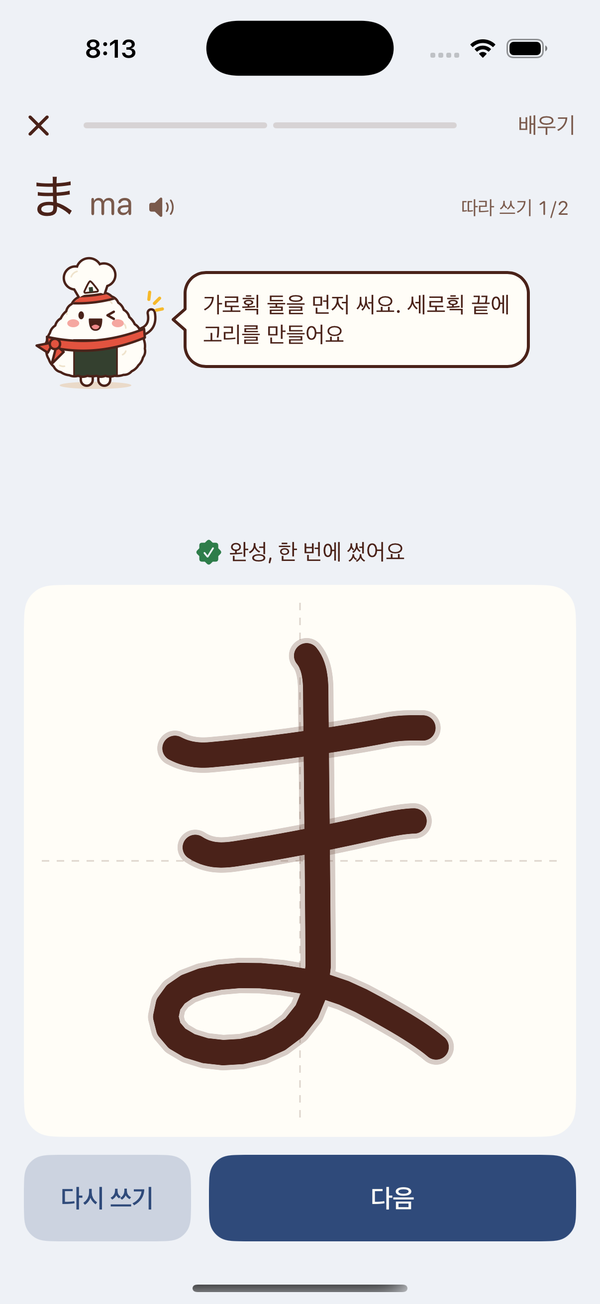 8:13
배우기
ま ma
따라 쓰기 1/2
가로획 둘을 먼저 써요. 세로획 끝에
고리를 만들어요
완성, 한 번에 썼어요
ま
다시 쓰기
다음